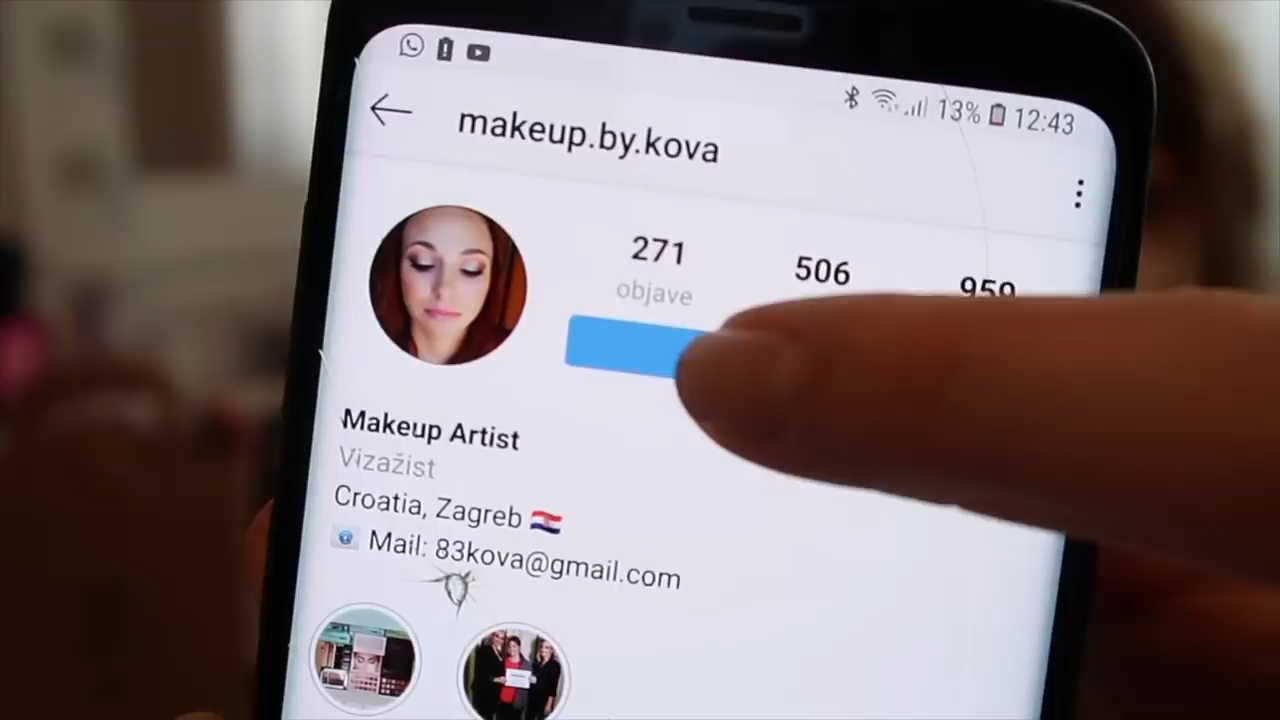 13% 12:43
makeup.by.kova
271 506 959
objave
Makeup Artist
Vizažist
Croatia, Zagreb
Mail: 83kova@gmail.com